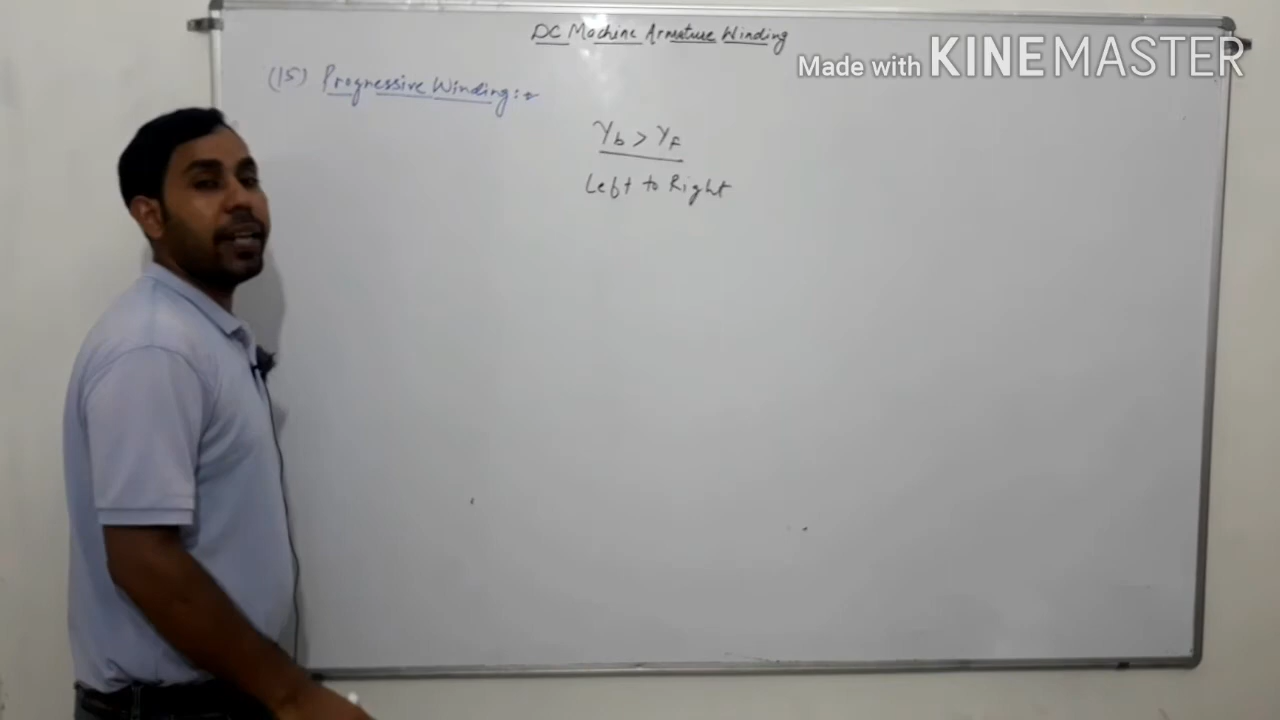 DC Machine Armature Winding
Made with KINEMASTER
(15) Progressive Winding:-
Yb > YF
Left to Right